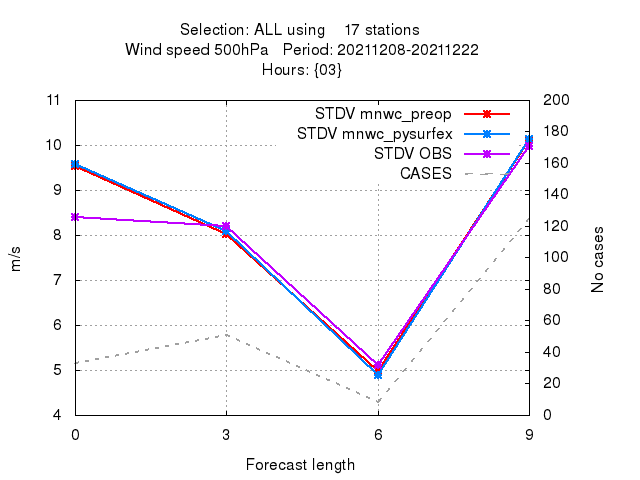 Selection: ALL using    17 stations
Wind speed 500hPa   Period: 20211208-20211222
Hours: {03}
STDV mnwc_preop
STDV mnwc_pysurfex
STDV OBS
CASES
11
10
9
8
7
6
5
4
m/s
200
180
160
140
120
100
80
60
40
20
0
No cases
0 3 6 9
Forecast length